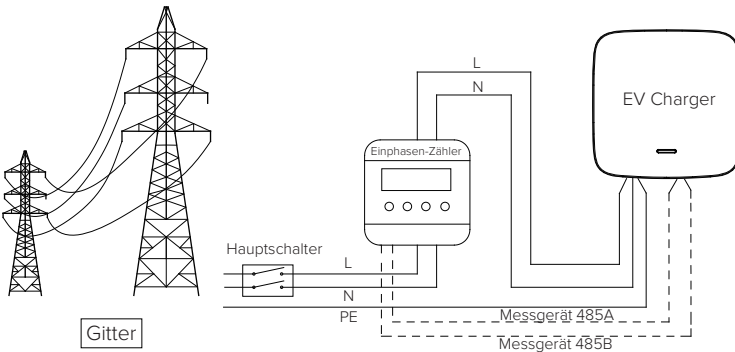 L
N
EV Charger
Einphasen-Zähler
Hauptschalter
L
N
PE
Messgerät 485A
Messgerät 485B
Gitter